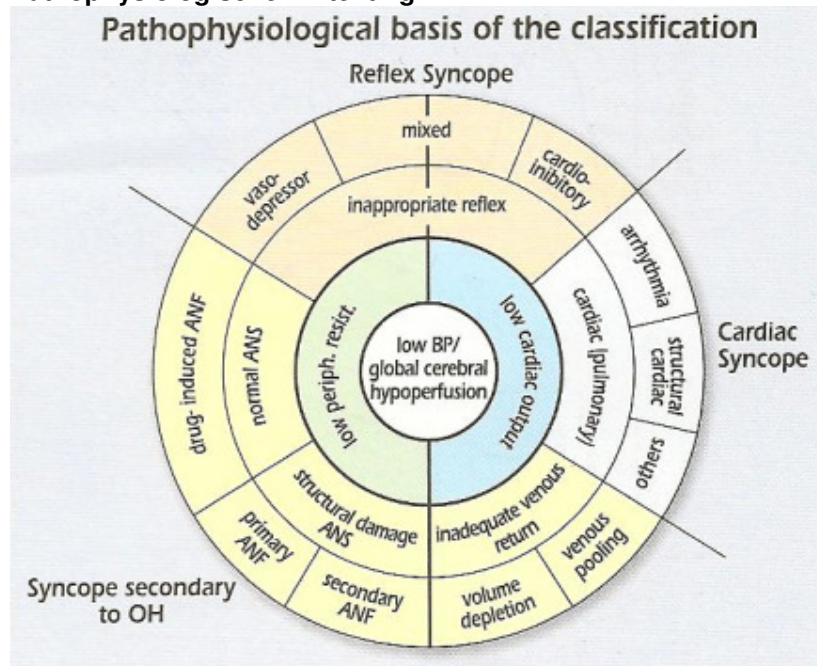 Pathophysiological basis of the classification
Reflex Syncope
mixed
vaso-
depressor
cardio-
inibitory
inappropriate reflex
arrhythmia
structural
cardiac
others
cardiac (pulmonary)
Cardiac
Syncope
drug- induced ANF
normal ANS
low periph. resist.
low BP/
global cerebral
hypoperfusion
low cardiac output
structural damage
ANS
inadequate venous
return
primary
ANF
secondary
ANF
volume
depletion
venous
pooling
Syncope secondary
to OH